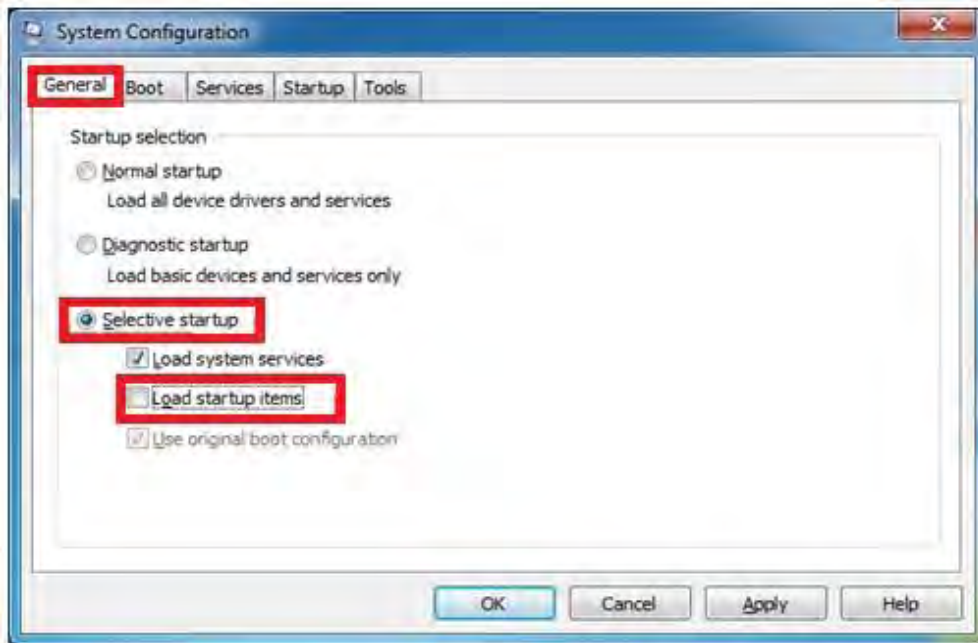 System Configuration
General Boot Services Startup Tools
Startup selection
Normal startup
Load all device drivers and services
Diagnostic startup
Load basic devices and services only
Selective startup
Load system services
Load startup items
Use original boot configuration
OK Cancel Apply Help